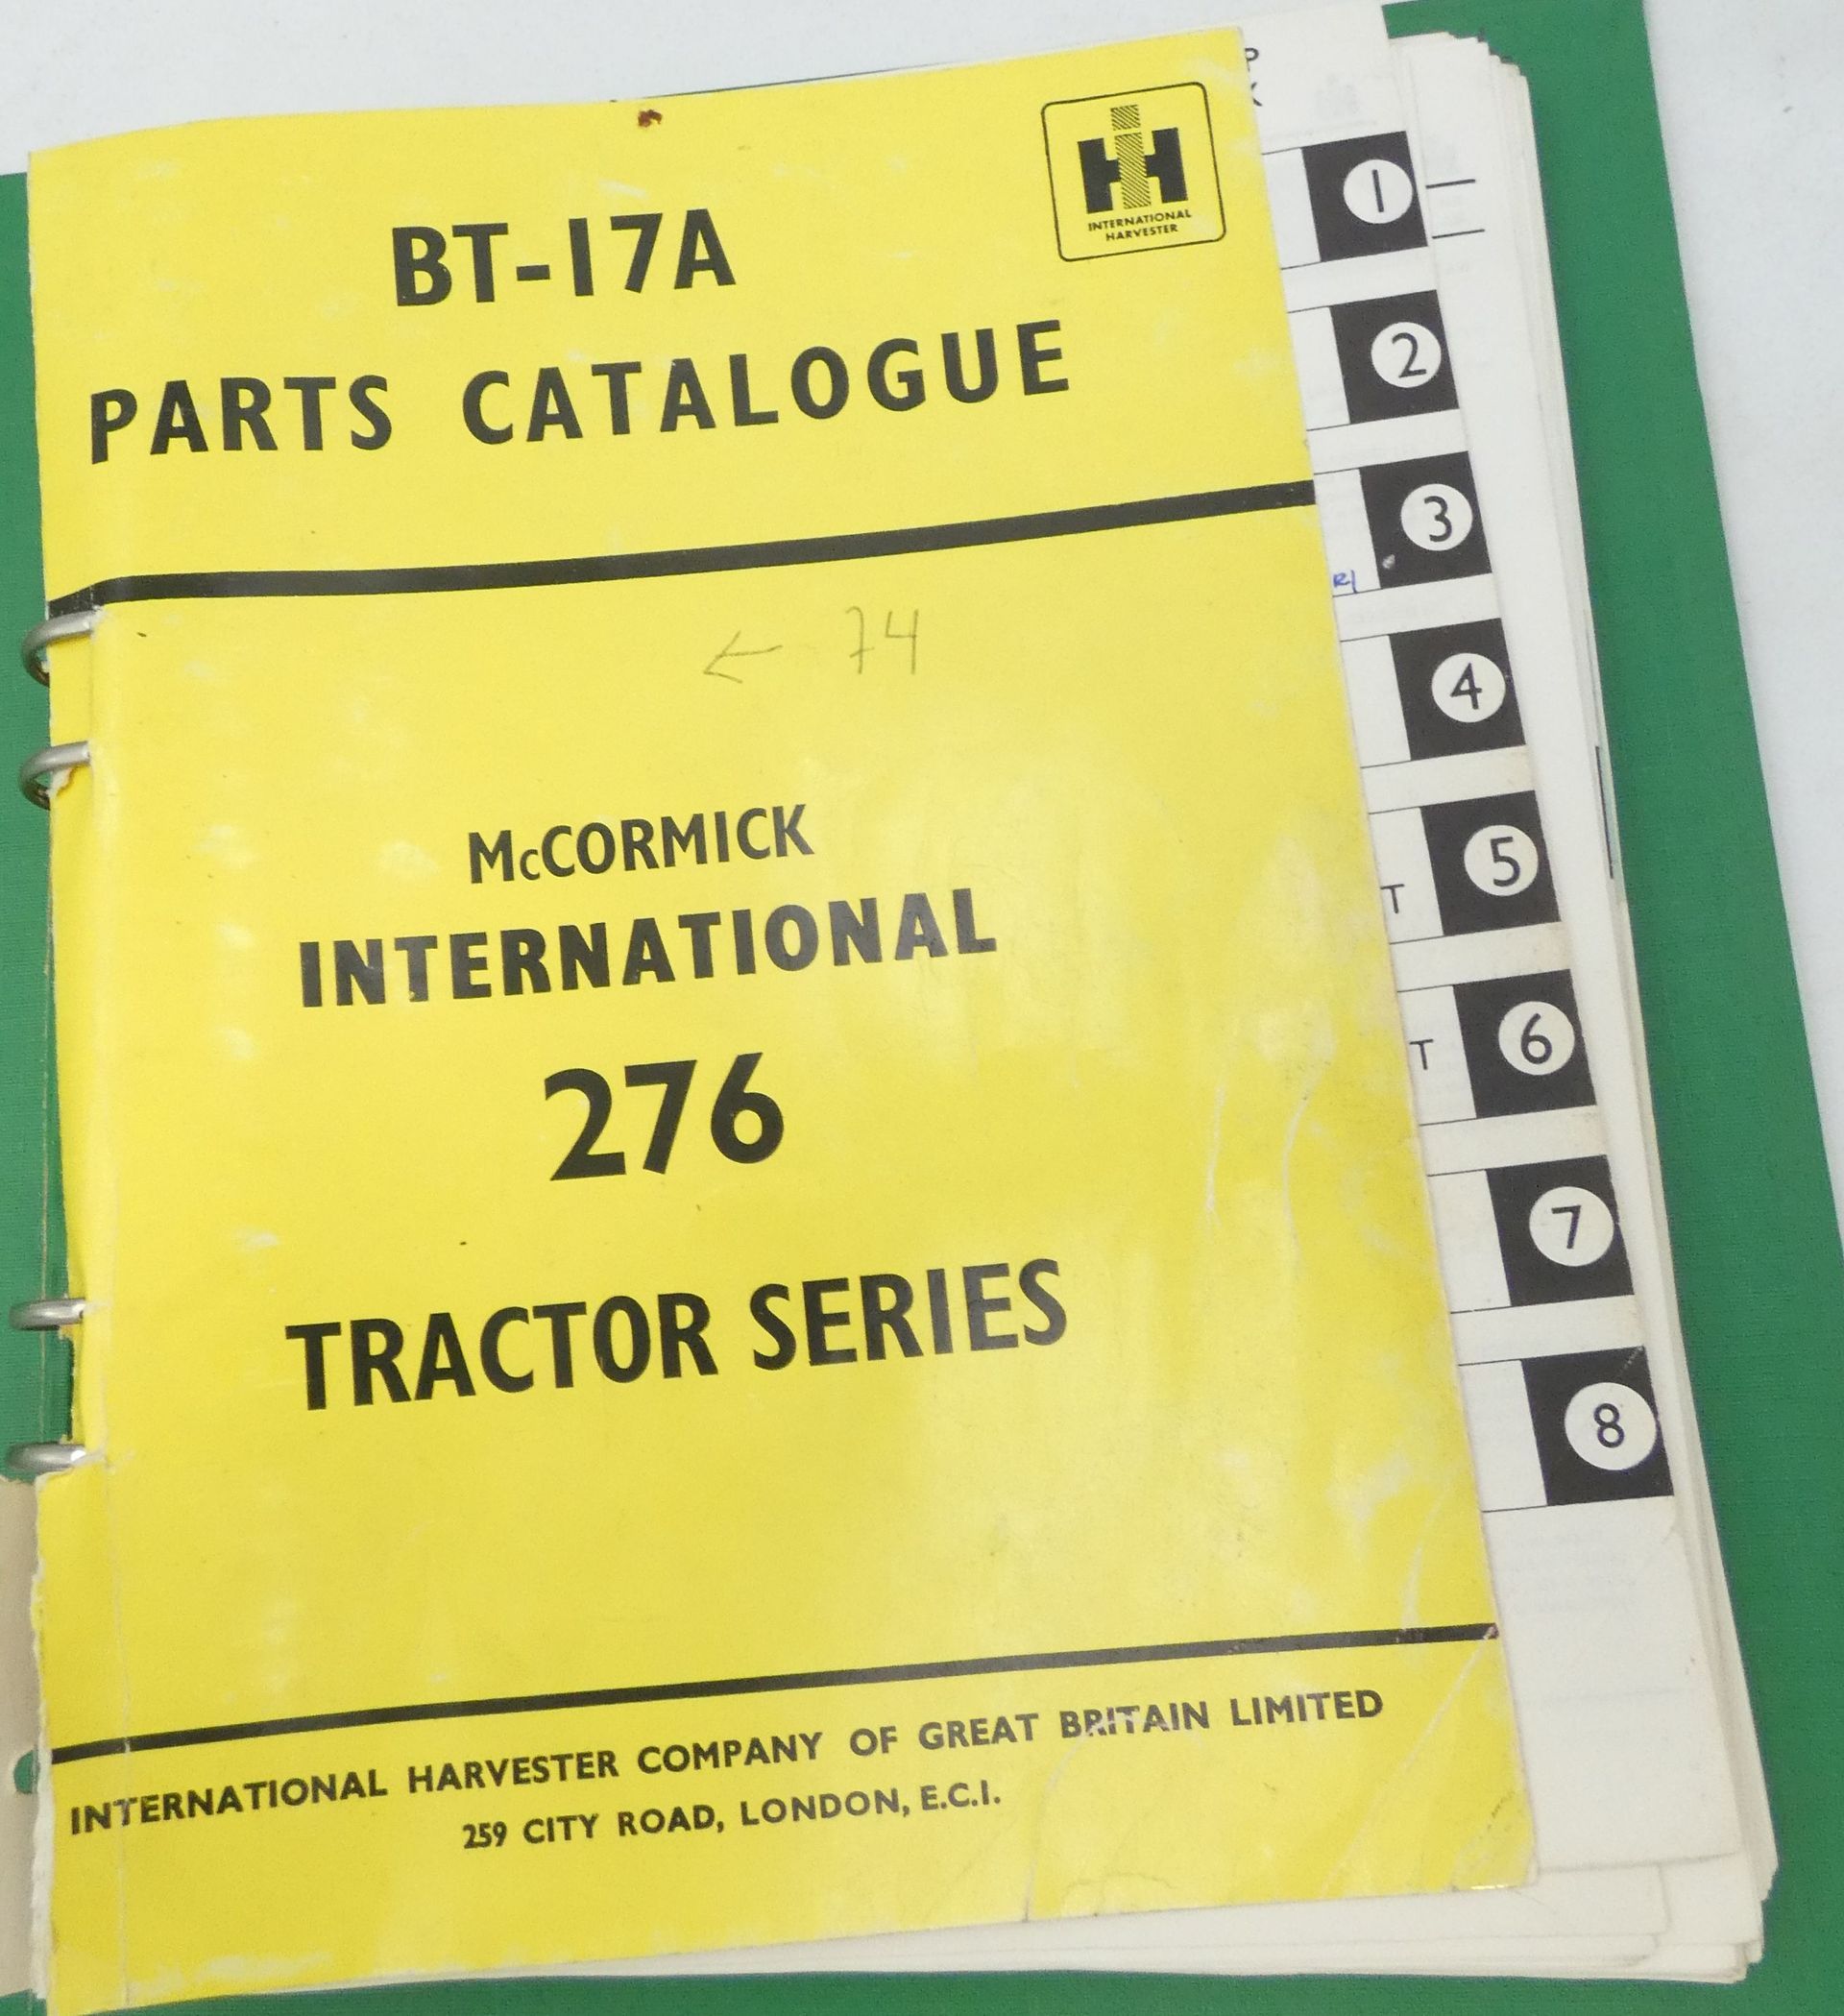 BT-17A
PARTS CATALOGUE
INTERNATIONAL
HARVESTER
← 74
McCORMICK
INTERNATIONAL
276
TRACTOR SERIES
INTERNATIONAL HARVESTER COMPANY OF GREAT BRITAIN LIMITED
259 CITY ROAD, LONDON, E.C.1.
P
X
1
2
3
4
T 5
T 6
7
8